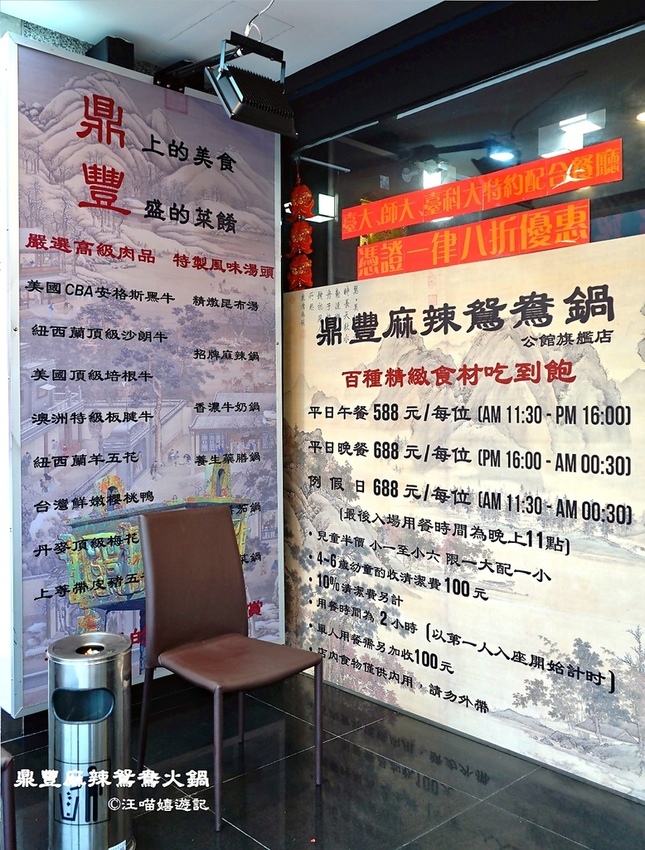 鼎 上的美食
豐 盛的菜餚
嚴選高級肉品 特製風味湯頭
美國CBA安格斯黑牛
紐西蘭頂級沙朗牛
美國頂級培根牛
澳洲特級板腱牛
紐西蘭羊五花
台灣鮮嫩櫻桃鴨
丹麥頂級梅花
上等帶皮豬五
精燉昆布湯
招牌麻辣鍋
香濃牛奶鍋
養生藥膳鍋
茄鍋
鍋
臺大、師大、臺科大特約配合餐廳
憑證一律八折優惠
鼎豐麻辣鴛鴦鍋
公館旗艦店
百種精緻食材吃到飽
平日午餐 588 元/每位 (AM 11:30 - PM 16:00)
平日晚餐 688 元/每位 (PM 16:00 - AM 00:30)
例 假 日 688 元/每位 (AM 11:30 - AM 00:30)
(最後入場用餐時間為晚上11點)
• 兒童半價 小一至小六 限一大配一小
• 4~6歲幼童酌收清潔費100元
• 10%清潔費另計
• 用餐時間為 2 小時 (以第一人入座開始計時)
• 單人用餐需另加收100元
• 店內食物僅供內用，請勿外帶
鼎豐麻辣鴛鴦火鍋
©汪喵嬉遊記